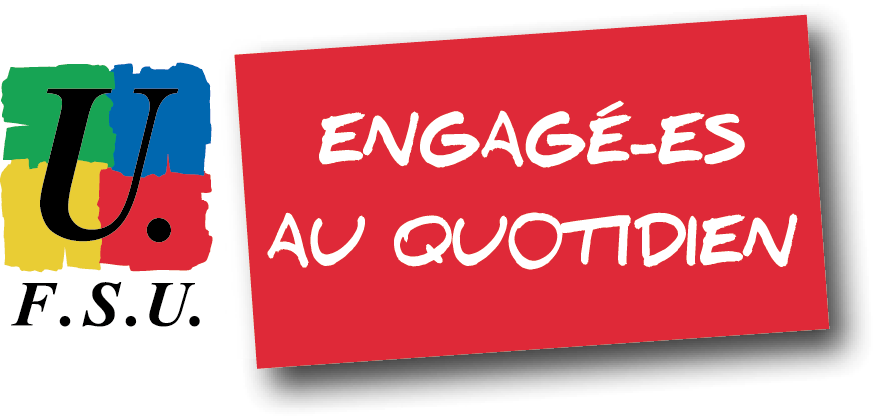 U.
F.S.U.
ENGAGÉ-ES
AU QUOTIDIEN